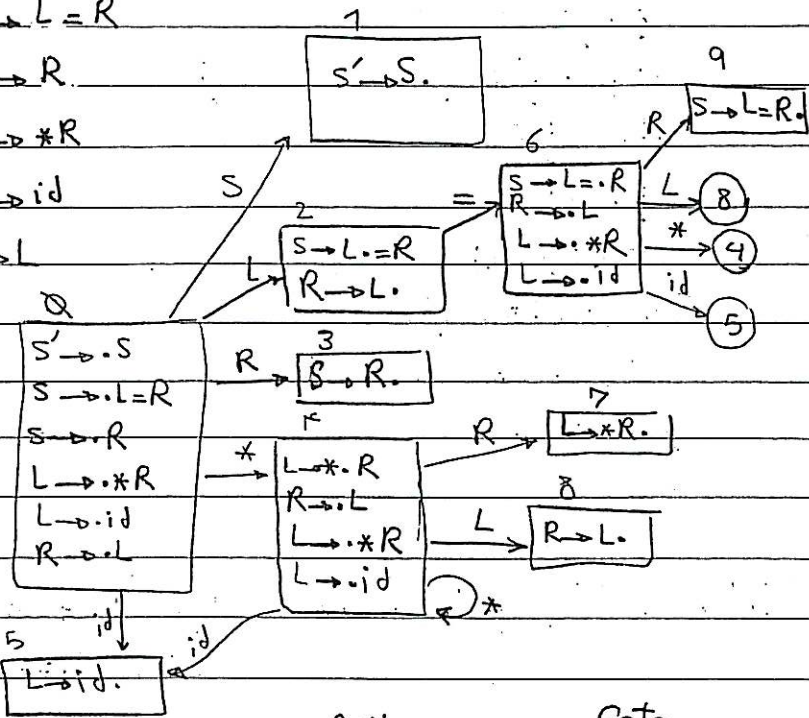 → L = R
→ R
→ *R
→ id
→ L
1
S' → S.
S
0
S' → .S
S → .L=R
S → .R
L → .*R
L → .id
R → .L
L
2
S → L.=R
R → L.
=
6
S → L=.R
R → .L
L → .*R
L → .id
R
9
S → L=R.
L
8
*
4
id
5
R
3
S → R.
*
L → *.R
R → .L
L → .*R
L → .id
*
R
7
L → *R.
L
8
R → L.
id
id
5
L → id.